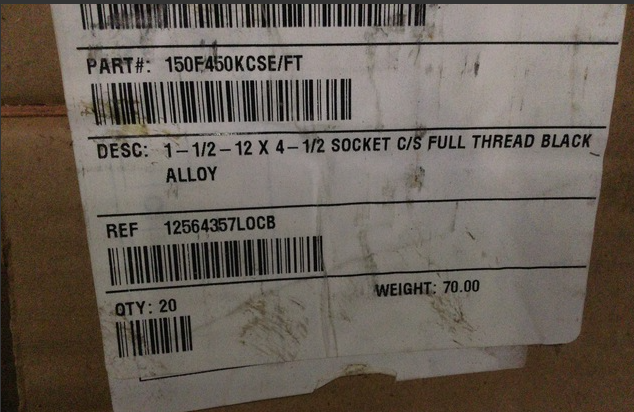 PART#: 150F450KCSE/FT
DESC: 1-1/2-12 X 4-1/2 SOCKET C/S FULL THREAD BLACK
ALLOY
REF 12564357LOCB
WEIGHT: 70.00
QTY: 20